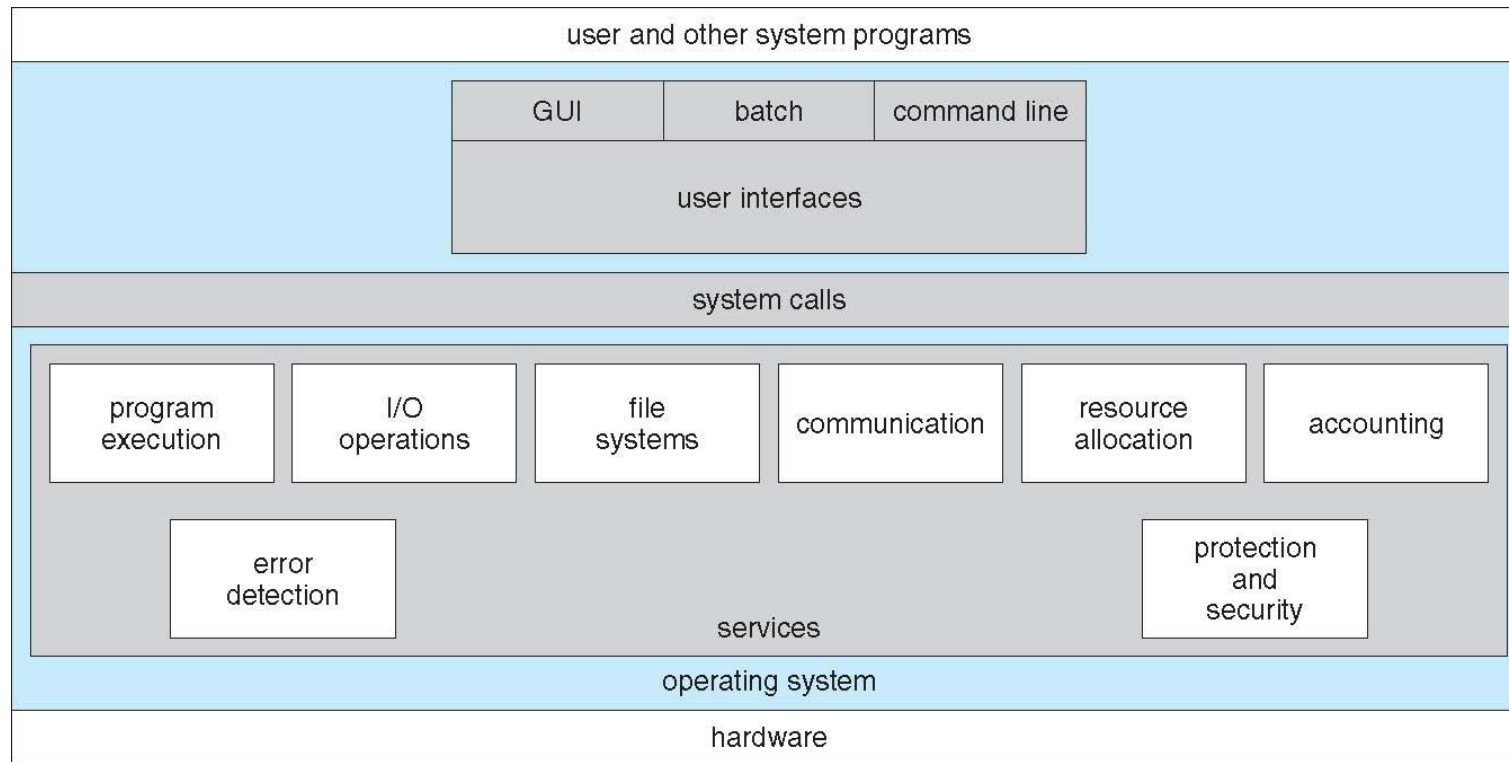 user and other system programs
GUI
batch
command line
user interfaces
system calls
program
execution
I/O
operations
file
systems
communication
resource
allocation
accounting
error
detection
protection
and
security
services
operating system
hardware